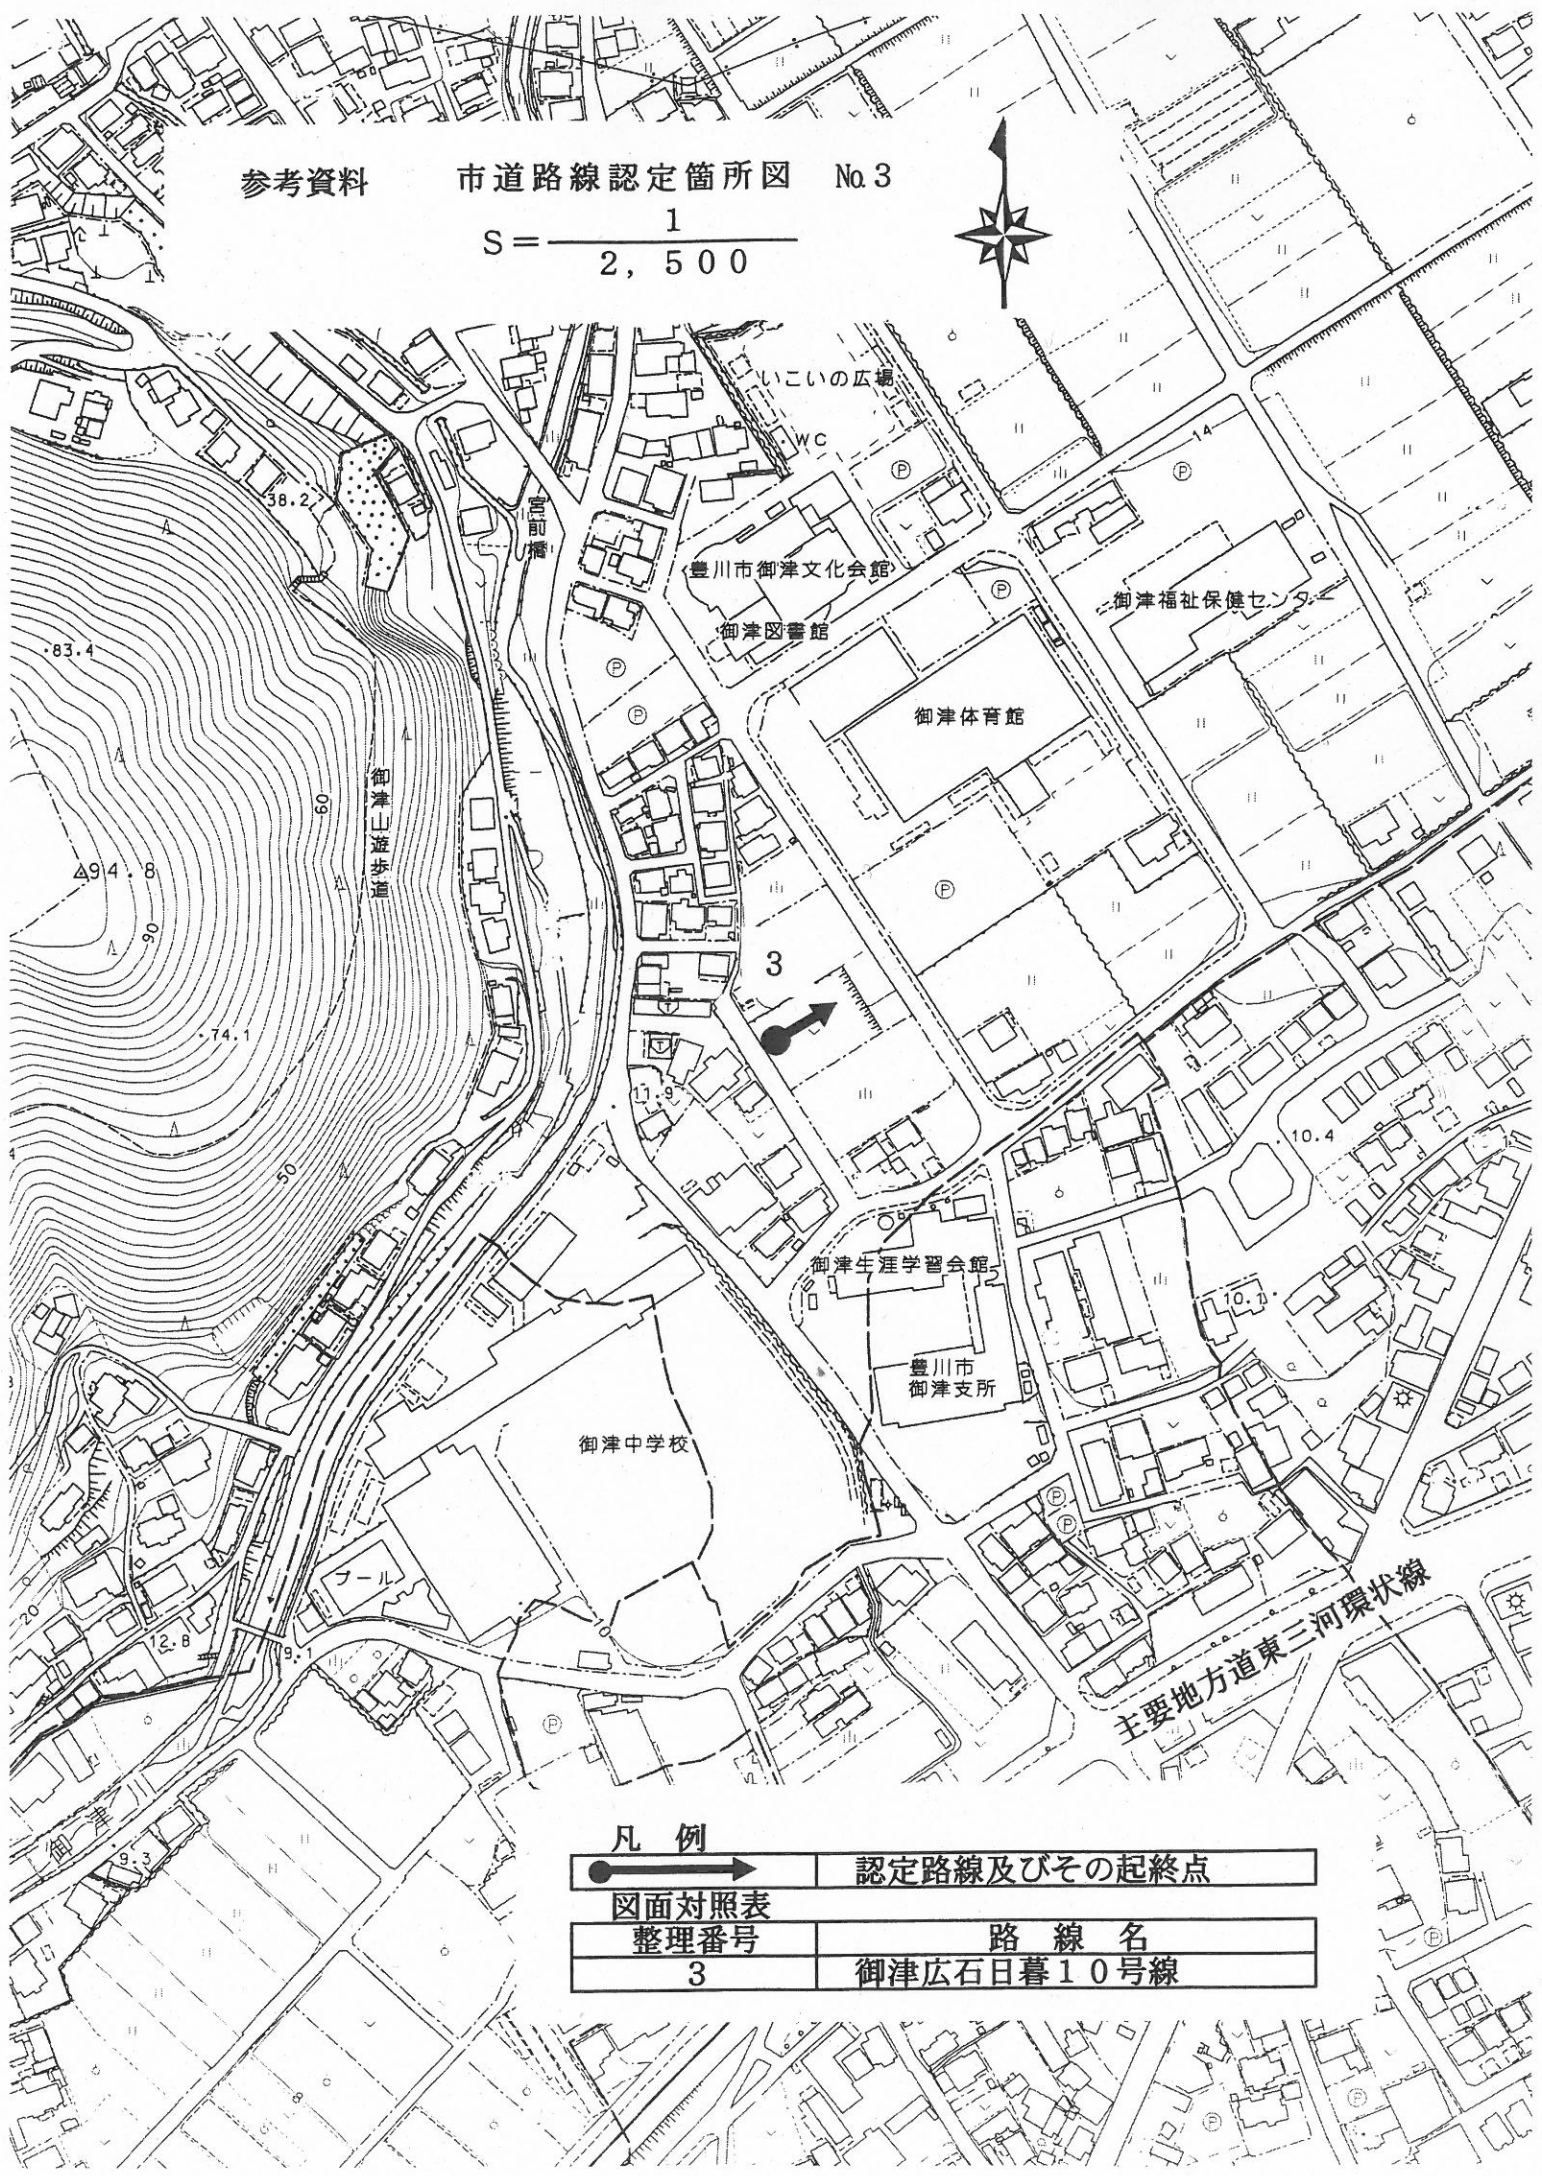 参考資料 市道路線認定箇所図 No.3
S=1/2,500
いこいの広場
WC
14
P
P
38.2
宮前橋
豊川市御津文化会館
P
御津福祉保健センター
御津図書館
83.4
P
P
御津体育館
御津山遊歩道
60
94.8
P
90
3
74.1
T
T
11.9
10.4
50
御津生涯学習会館
10.1
豊川市
御津支所
御津中学校
P
P
プール
主要地方道東三河環状線
20
12.8
9.1
P
御津
9.3
凡例
認定路線及びその起終点
図面対照表
整理番号 路線名
3 御津広石日暮10号線
P
P
P
8